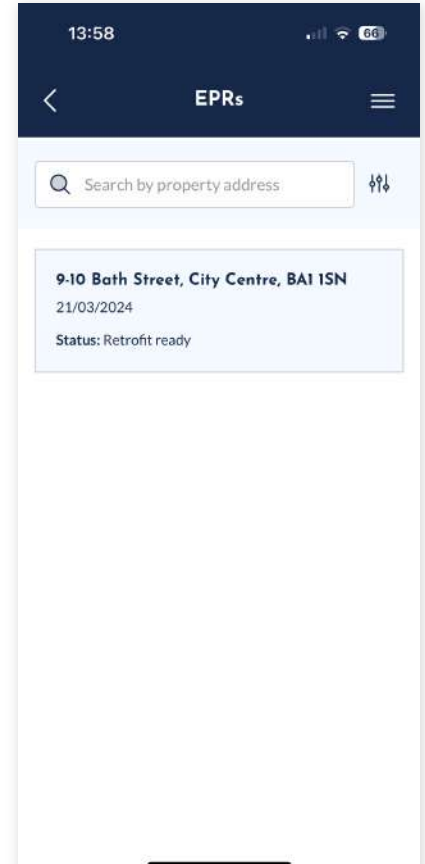 13:58
66
EPRs
Search by property address
9-10 Bath Street, City Centre, BA1 1SN
21/03/2024
Status: Retrofit ready